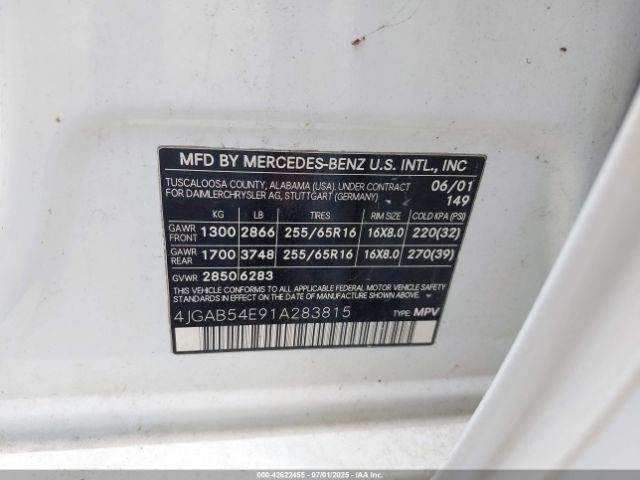 MFD BY MERCEDES-BENZ U.S. INTL., INC
TUSCALOOSA COUNTY, ALABAMA (USA). UNDER CONTRACT 06/01
FOR DAIMLERCHRYSLER AG, STUTTGART (GERMANY) 149
KG LB TIRES RIM SIZE COLD KPA (PSI)
GAWR FRONT 1300 2866 255/65R16 16X8.0 220(32)
GAWR REAR 1700 3748 255/65R16 16X8.0 270(39)
GVWR 2850 6283
THIS VEHICLE CONFORMS TO ALL APPLICABLE FEDERAL MOTOR VEHICLE SAFETY
STANDARDS IN EFFECT ON THE DATE OF MANUFACTURE SHOWN ABOVE
4JGAB54E91A283815 TYPE: MPV
000-42622455 - 07/01/2025 - COPART IAA